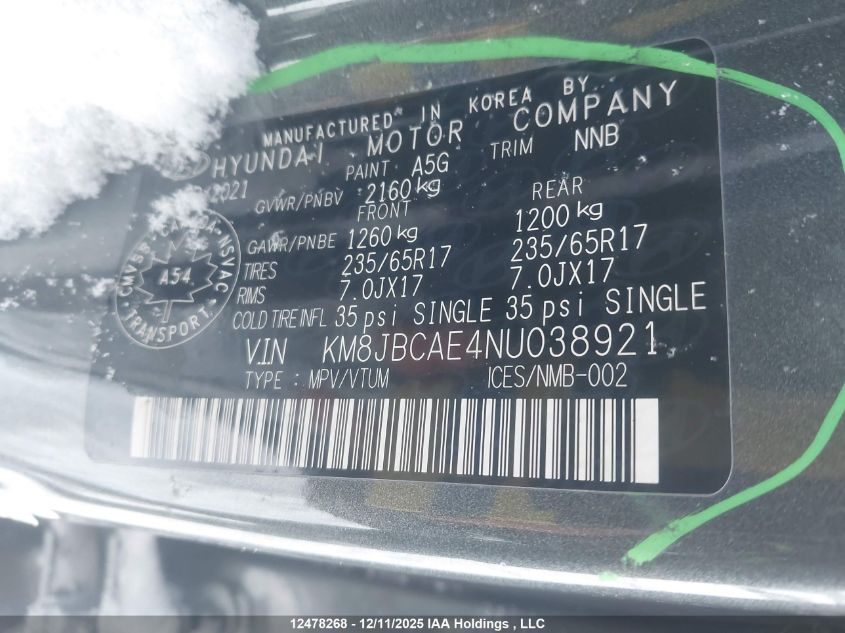 MANUFACTURED IN KOREA BY
HYUNDAI MOTOR COMPANY
2021 PAINT A5G TRIM NNB
GVWR/PNBV 2160 kg
FRONT REAR
GAWR/PNBE 1260 kg 1200 kg
TIRES 235/65R17 235/65R17
RIMS 7.0JX17 7.0JX17
COLD TIRE INFL 35 psi SINGLE 35 psi SINGLE
V.I.N KM8JBCAE4NU038921
TYPE : MPV/VTUM ICES/NMB-002
CMVSS CANADA NSVAC
A54
TRANSPORT
12478268 - 12/11/2025 IAA Holdings , LLC